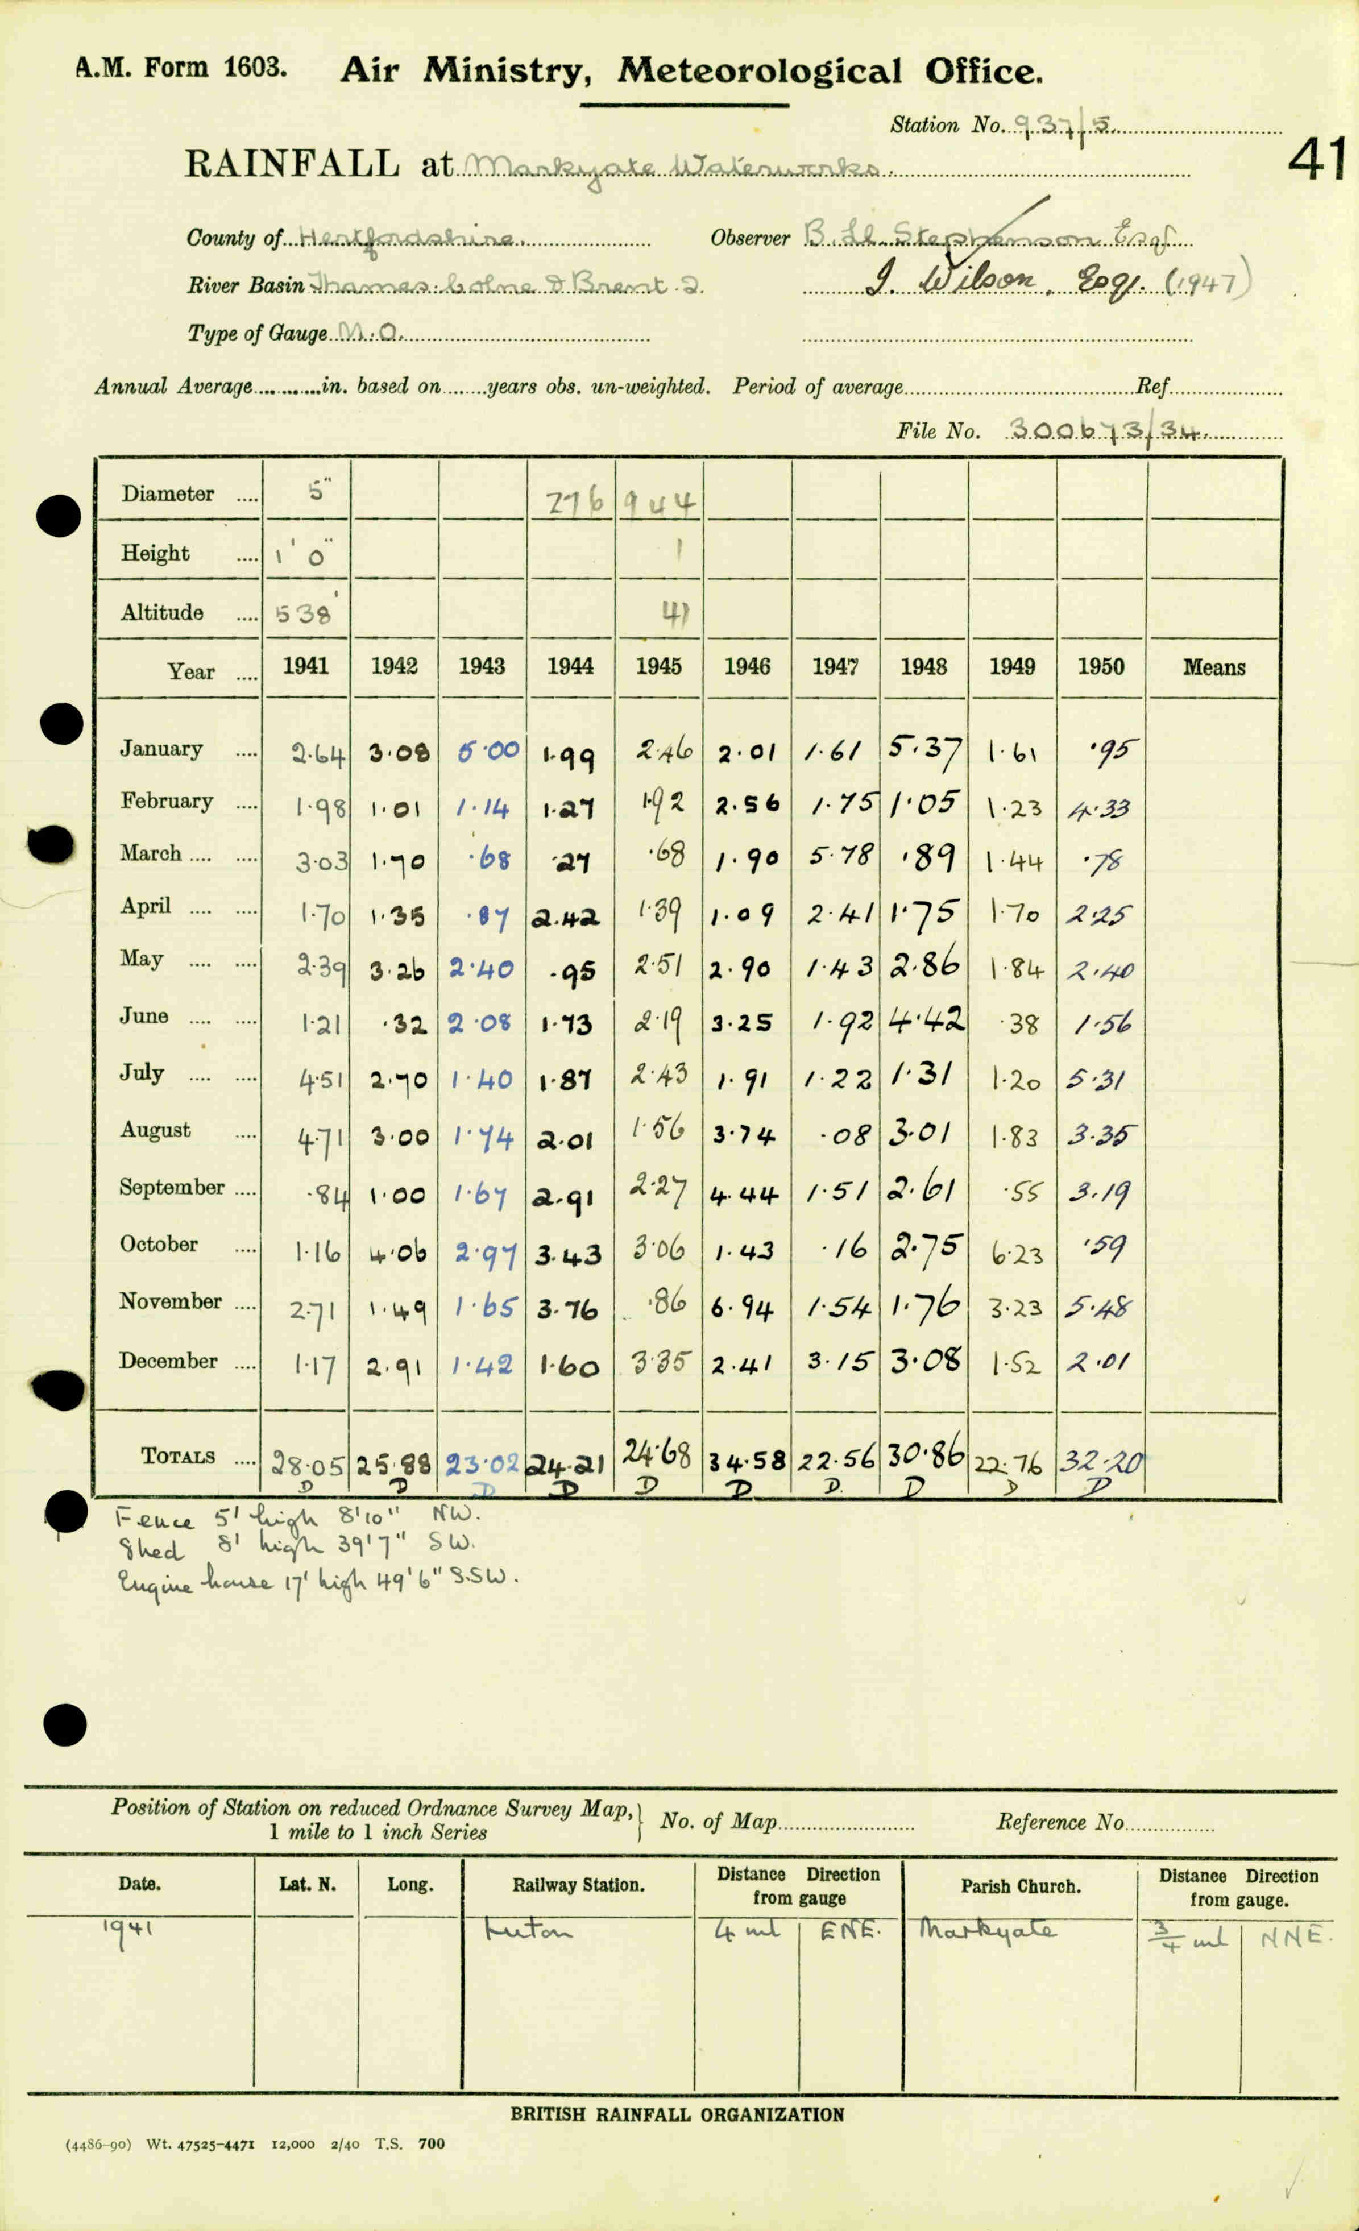 A.M. Form 1603. Air Ministry, Meteorological Office.
Station No. 937/5
41
RAINFALL at Markyate Waterworks.
County of Hertfordshire. Observer B. Ll Stephenson Esq
River Basin Thames. Colne & Brent. 2. I. Wilson, Esq. (1947)
Type of Gauge M.O.
Annual Average in. based on years obs. un-weighted. Period of average Ref.
File No. 300673/34
Diameter .... 5" 276 944
Height .... 1' 0" 1
Altitude .... 538' 41
Year .... 1941 1942 1943 1944 1945 1946 1947 1948 1949 1950 Means
January .... 2.64 3.08 5.00 1.99 2.46 2.01 1.61 5.37 1.61 .95
February .... 1.98 1.01 1.14 1.27 1.92 2.56 1.75 1.05 1.23 4.33
March .... .... 3.03 1.70 .68 .27 .68 1.90 5.78 .89 1.44 .78
April .... .... 1.70 1.35 .87 2.42 1.39 1.09 2.41 1.75 1.70 2.25
May .... .... 2.39 3.26 2.40 .95 2.51 2.90 1.43 2.86 1.84 2.40
June .... .... 1.21 .32 2.08 1.73 2.19 3.25 1.92 4.42 .38 1.56
July .... .... 4.51 2.70 1.40 1.87 2.43 1.91 1.22 1.31 1.20 5.31
August .... 4.71 3.00 1.74 2.01 1.56 3.74 .08 3.01 1.83 3.35
September .... .84 1.00 1.67 2.91 2.27 4.44 1.51 2.61 .55 3.19
October .... 1.16 4.06 2.97 3.43 3.06 1.43 .16 2.75 6.23 .59
November .... 2.71 1.49 1.65 3.76 .86 6.94 1.54 1.76 3.23 5.48
December .... 1.17 2.91 1.42 1.60 3.35 2.41 3.15 3.08 1.52 2.01
TOTALS .... 28.05 25.88 23.02 24.21 24.68 34.58 22.56 30.86 22.76 32.20
D D D D D D D. D D D
Fence 5' high 8'10" NW.
Shed 8' high 39'7" SW.
Engine house 17' high 49'6" S.SW.
Position of Station on reduced Ordnance Survey Map,} No. of Map Reference No.
1 mile to 1 inch Series
Date. Lat. N. Long. Railway Station. Distance Direction from gauge Parish Church. Distance Direction from gauge.
1941 Luton 4 ml ENE. Markyate 3/4 ml NNE.
BRITISH RAINFALL ORGANIZATION
(4486-90) Wt. 47525-4471 12,000 2/40 T.S. 700